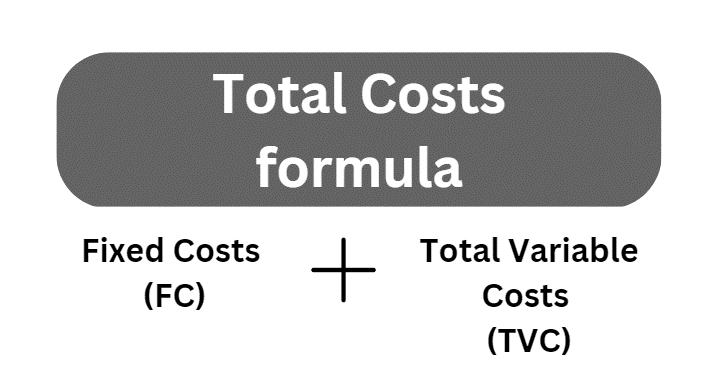 Total Costs
formula
Fixed Costs
(FC)
+
Total Variable
Costs
(TVC)